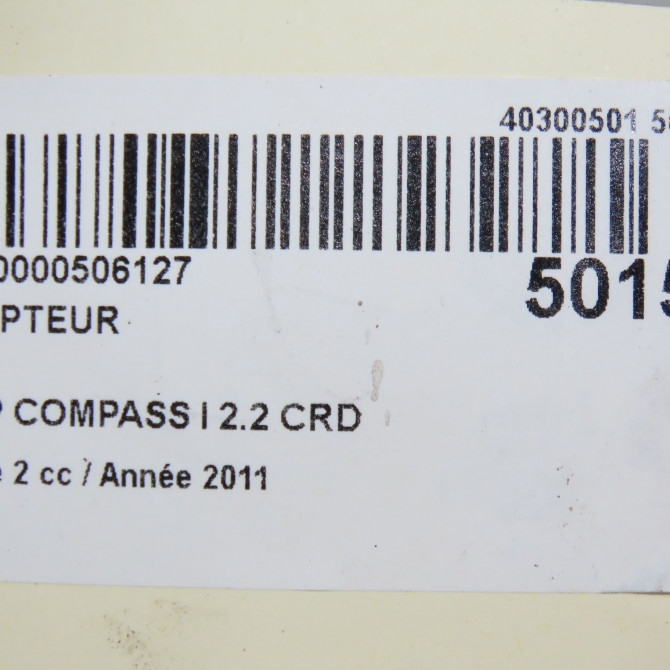 40300501 5
0000506127
5015
PTEUR
P COMPASS I 2.2 CRD
e 2 cc / Année 2011